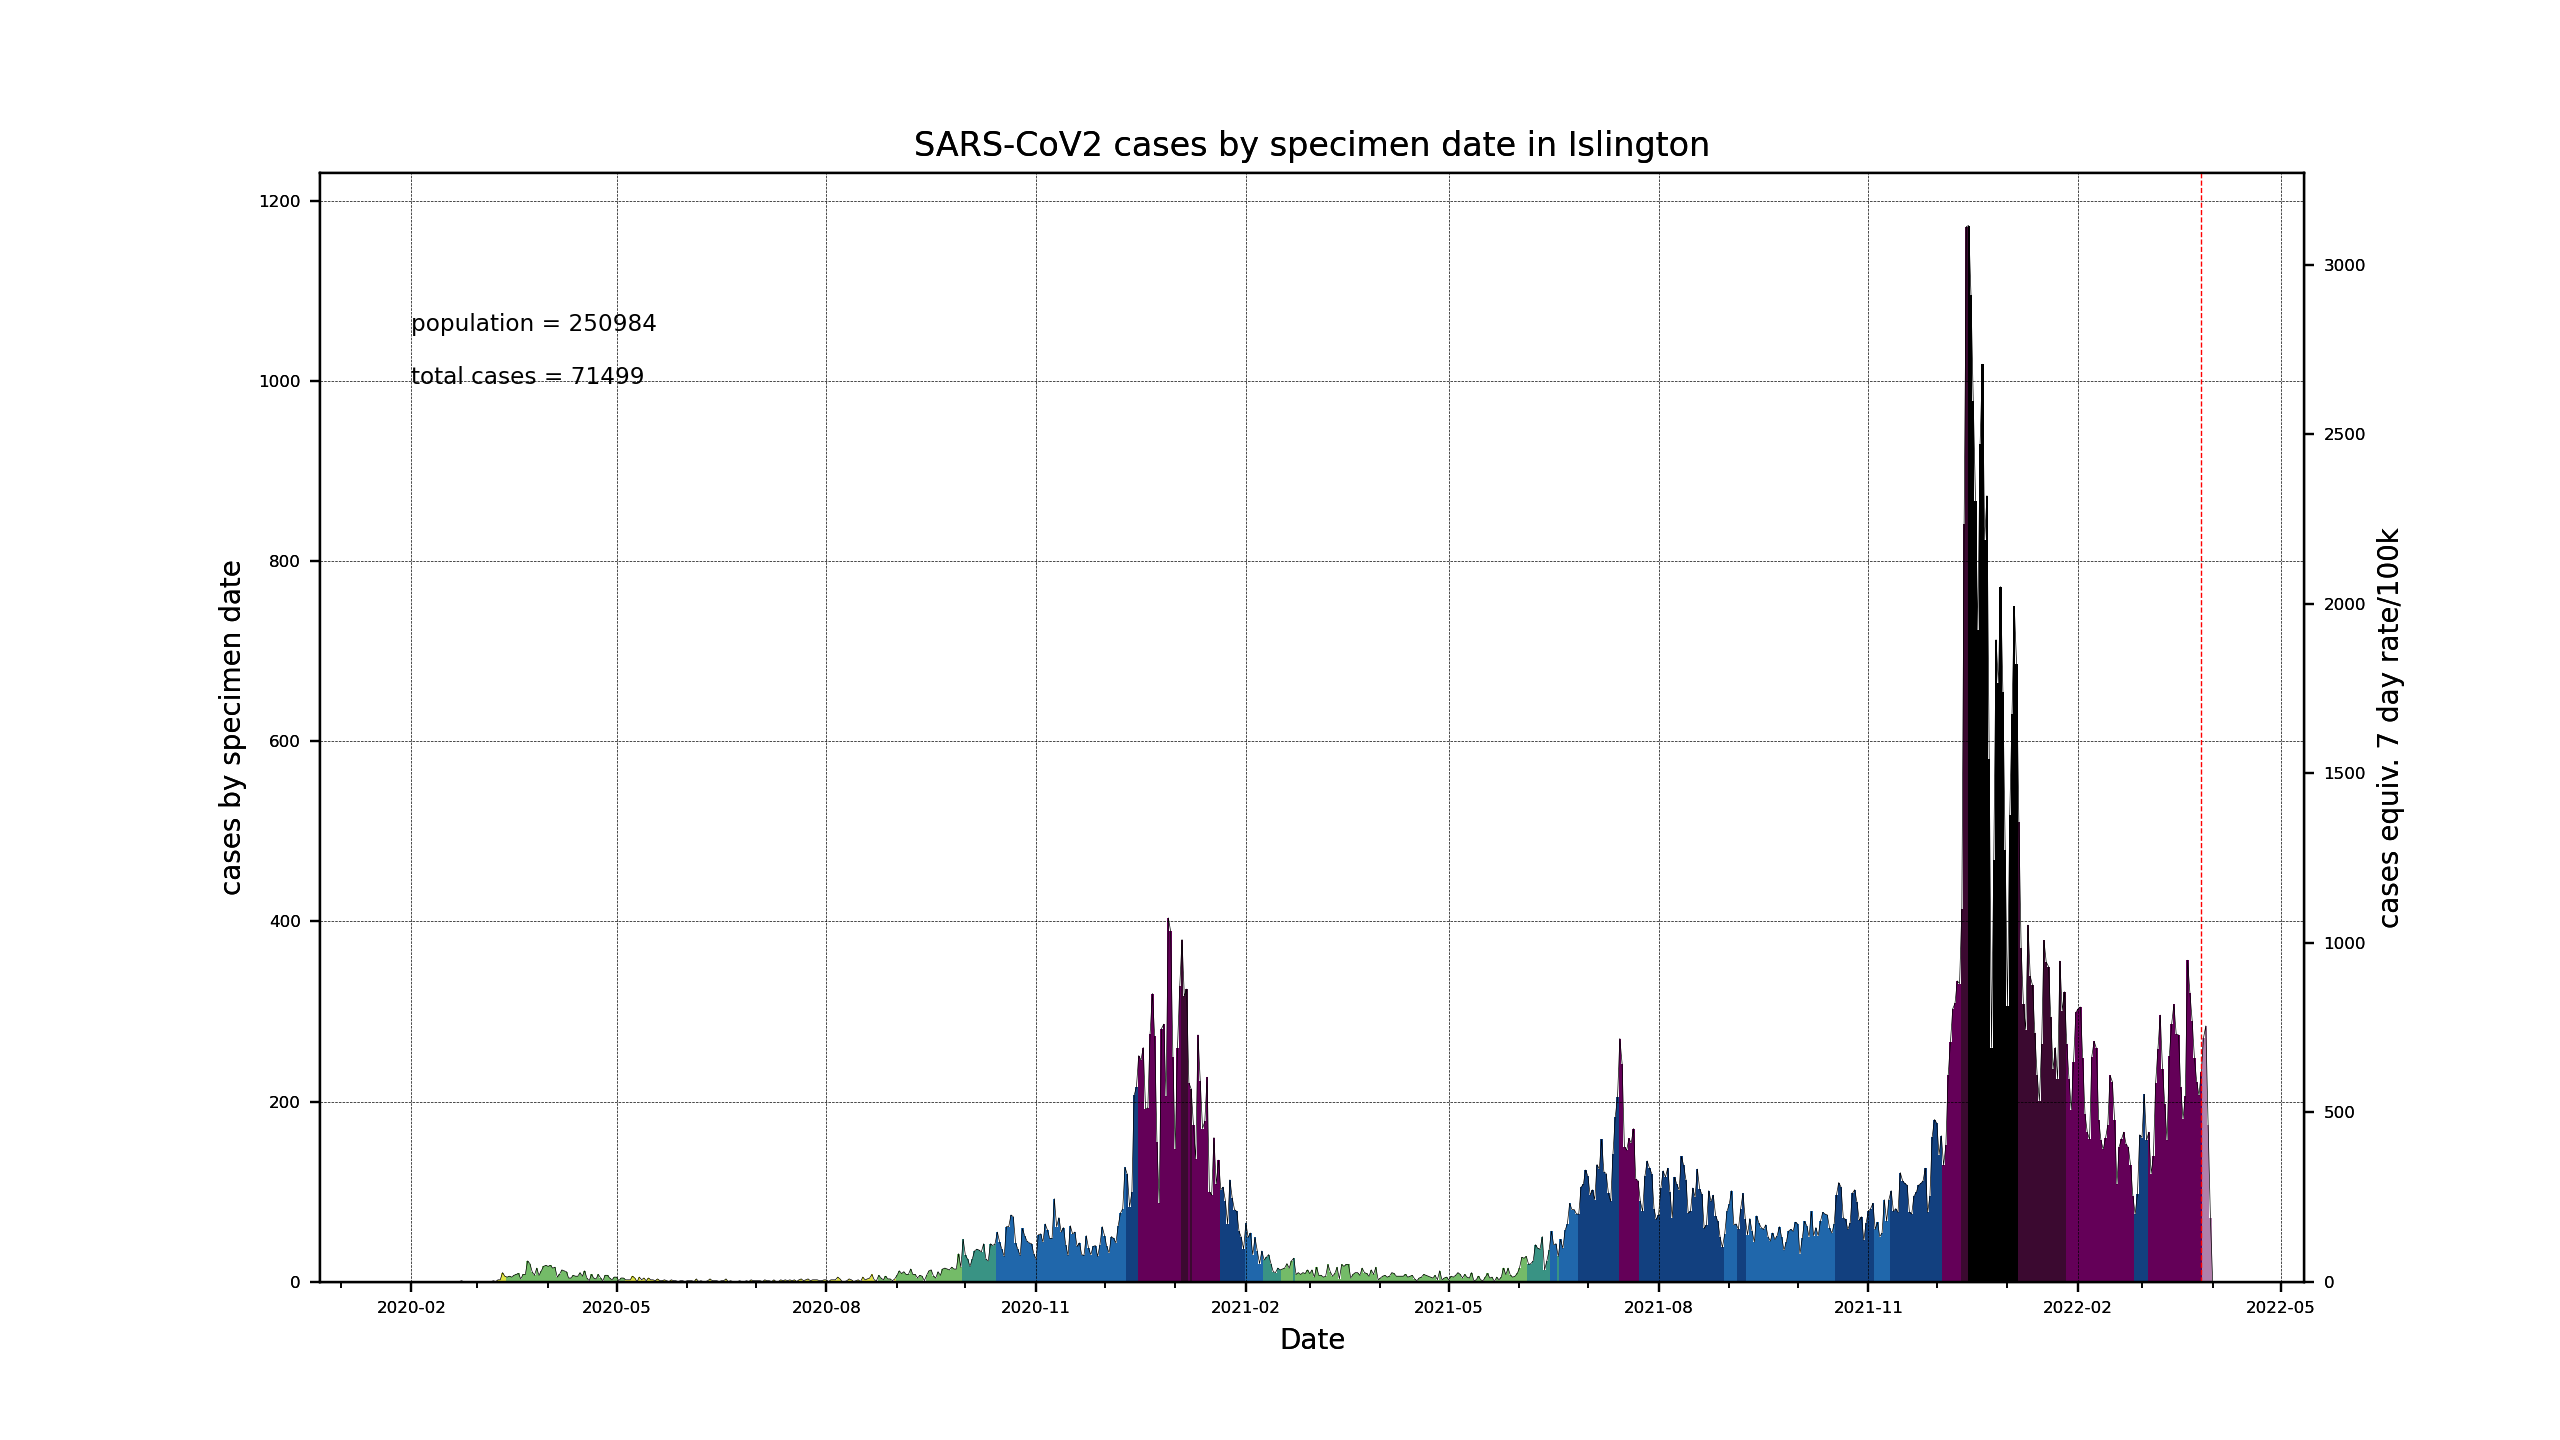 SARS-CoV2 cases by specimen date in Islington
population = 250984
total cases = 71499
cases by specimen date
1200
1000
800
600
400
200
0
cases equiv. 7 day rate/100k
3000
2500
2000
1500
1000
500
0
2020-02 2020-05 2020-08 2020-11 2021-02 2021-05 2021-08 2021-11 2022-02 2022-05
Date